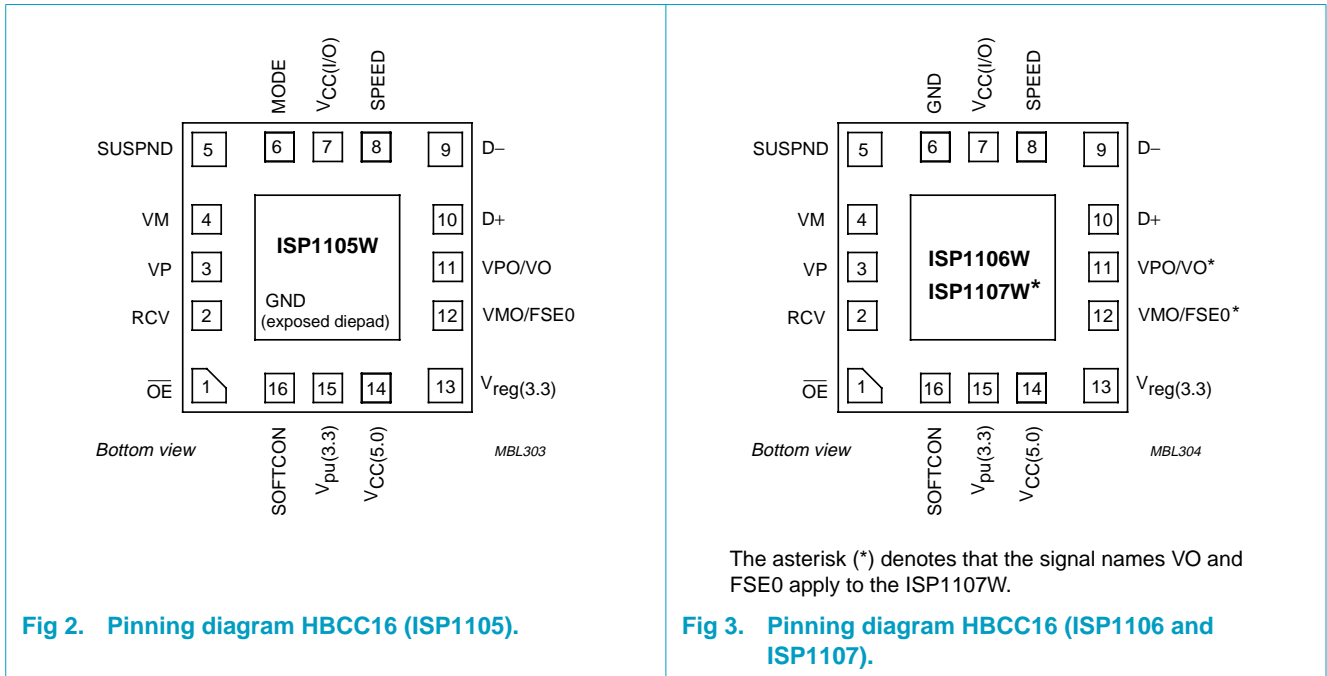 MODE
VCC(I/O)
SPEED
SUSPND 5 6 7 8 9 D−
VM 4 10 D+
ISP1105W
VP 3 11 VPO/VO
GND
(exposed diepad)
RCV 2 12 VMO/FSE0
OE 1 16 15 14 13 Vreg(3.3)
Bottom view
SOFTCON
Vpu(3.3)
VCC(5.0)
MBL303
Fig 2. Pinning diagram HBCC16 (ISP1105).
GND
VCC(I/O)
SPEED
SUSPND 5 6 7 8 9 D−
VM 4 10 D+
ISP1106W
ISP1107W*
VP 3 11 VPO/VO*
RCV 2 12 VMO/FSE0*
OE 1 16 15 14 13 Vreg(3.3)
Bottom view
SOFTCON
Vpu(3.3)
VCC(5.0)
MBL304
The asterisk (*) denotes that the signal names VO and
FSE0 apply to the ISP1107W.
Fig 3. Pinning diagram HBCC16 (ISP1106 and
ISP1107).